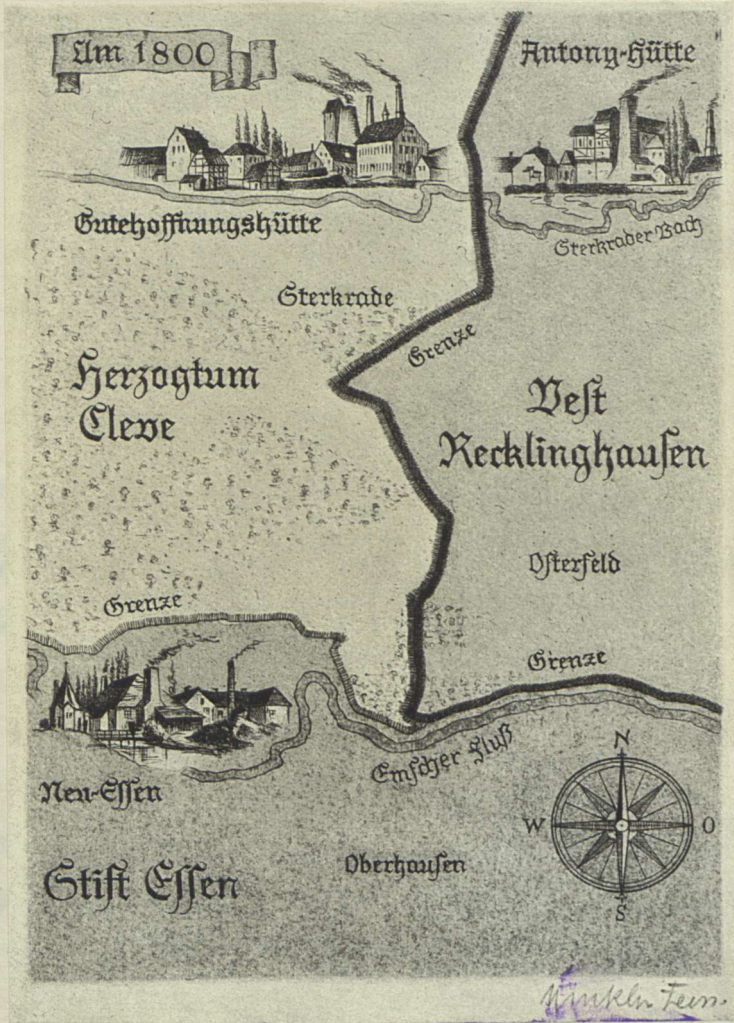 Um 1800
Antony-Hütte
Gutehoffnungshütte
Sterkrader Bach
Sterkrade
Grenze
Herzogtum
Cleve
Vest
Recklinghausen
Osterfeld
Grenze
Grenze
Neu-Essen
Emscher Fluß
Stift Essen
Oberhausen
N
W
O
S